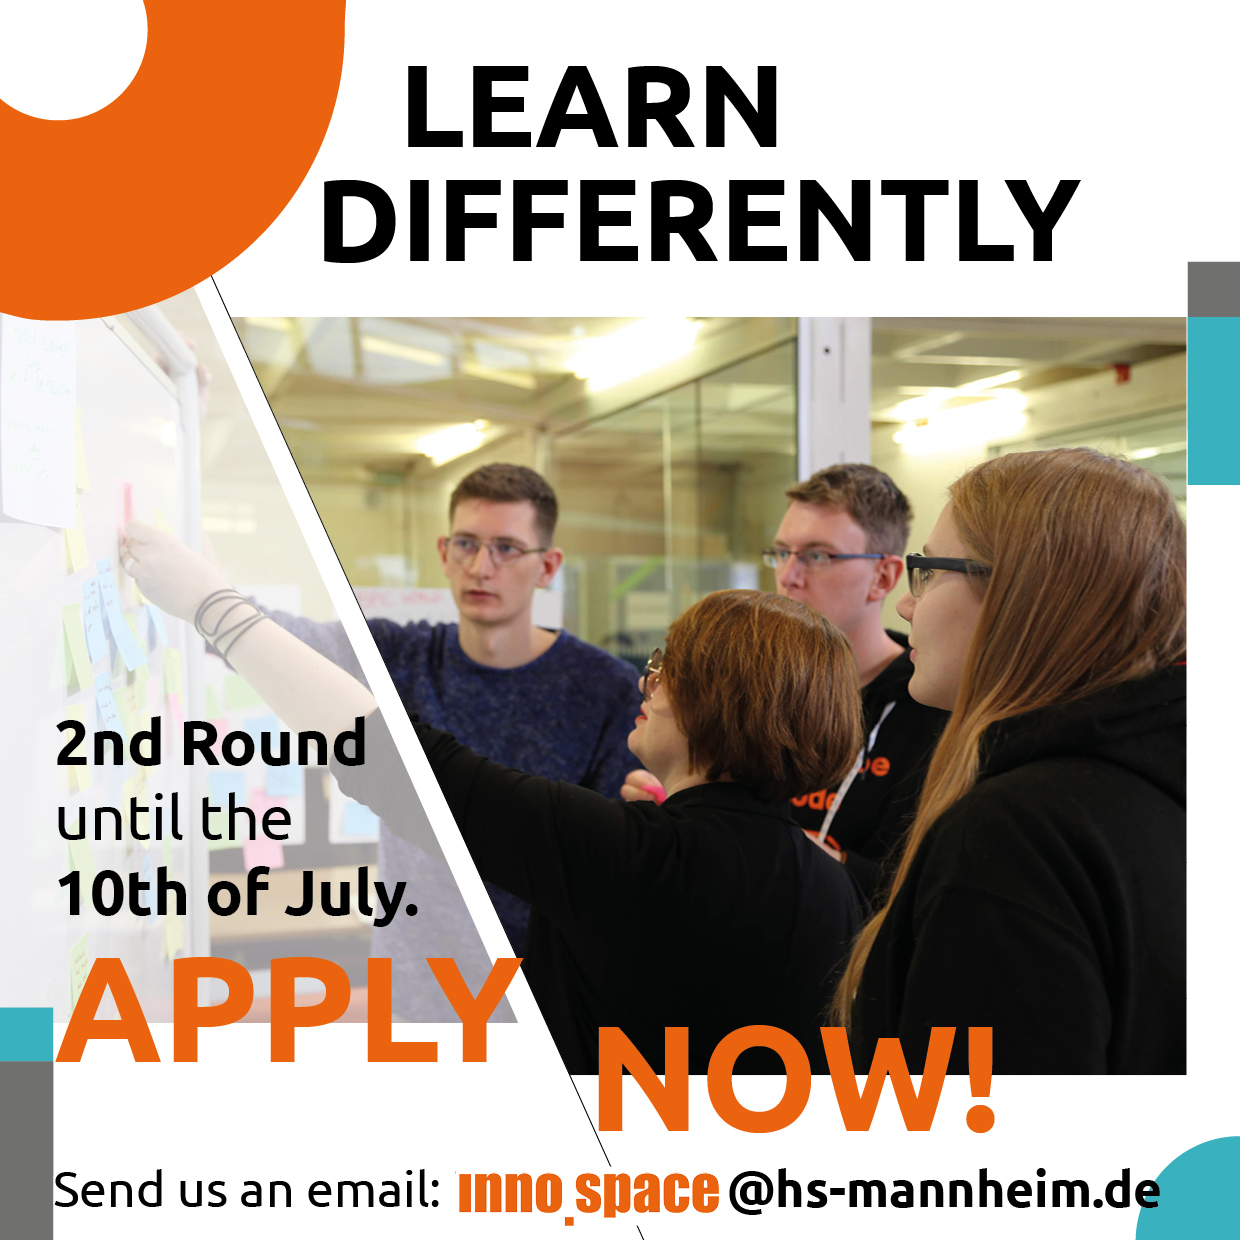 LEARN
DIFFERENTLY
2nd Round
until the
10th of July.
APPLY
NOW!
Send us an email: inno.space @hs-mannheim.de